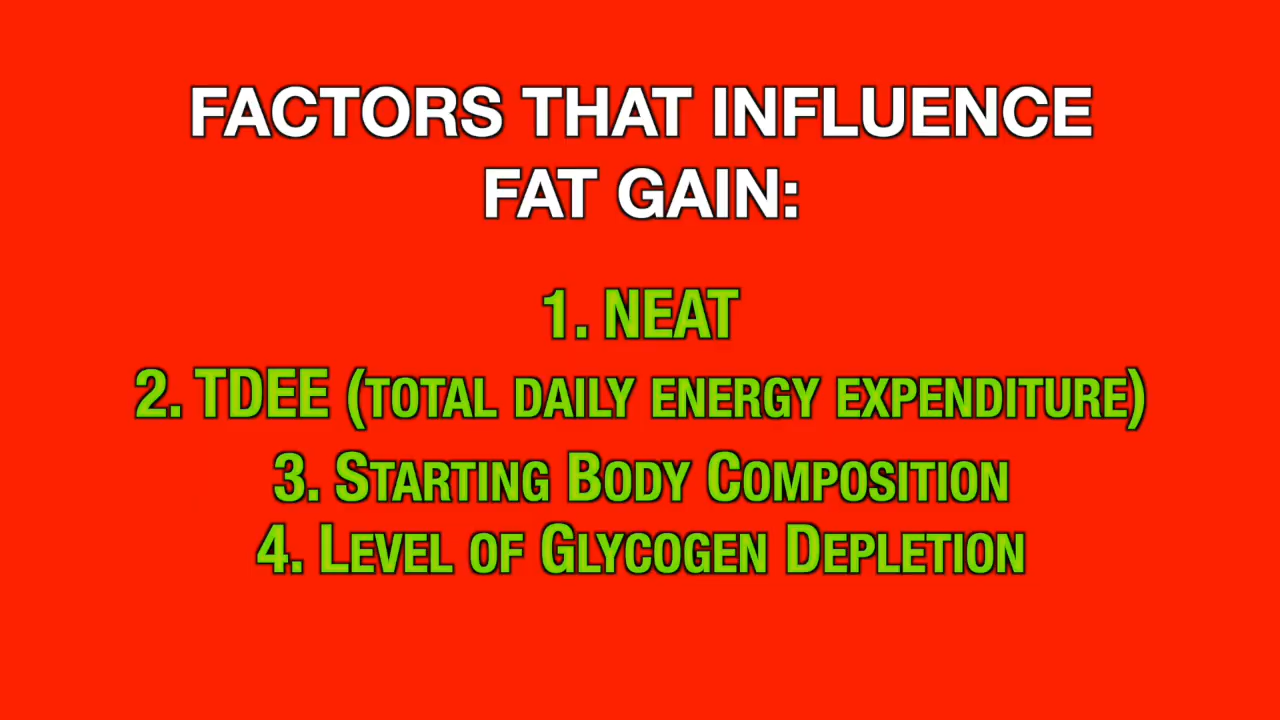 FACTORS THAT INFLUENCE
FAT GAIN:
1. NEAT
2. TDEE (TOTAL DAILY ENERGY EXPENDITURE)
3. STARTING BODY COMPOSITION
4. LEVEL OF GLYCOGEN DEPLETION